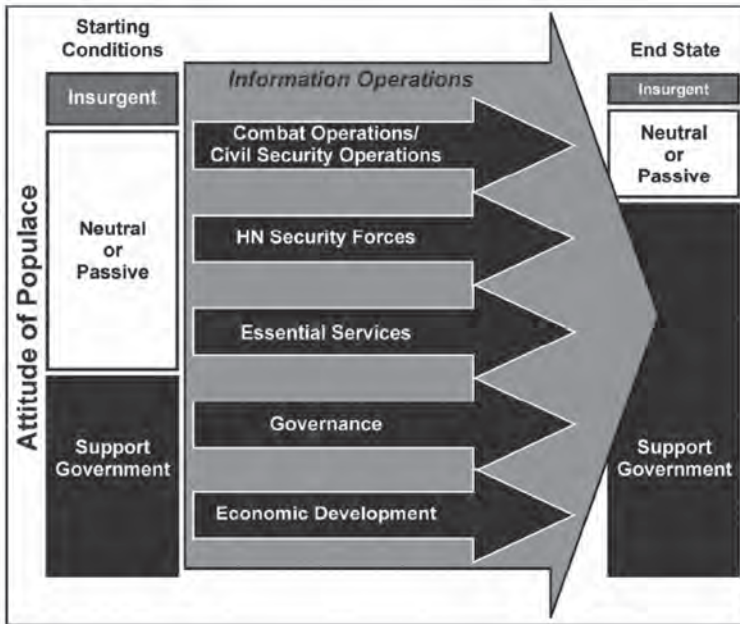 Starting
Conditions
End State
Information Operations
Insurgent
Insurgent
Combat Operations/
Civil Security Operations
Neutral
or
Passive
Attitude of Populace
Neutral
or
Passive
HN Security Forces
Essential Services
Governance
Support
Government
Support
Government
Economic Development